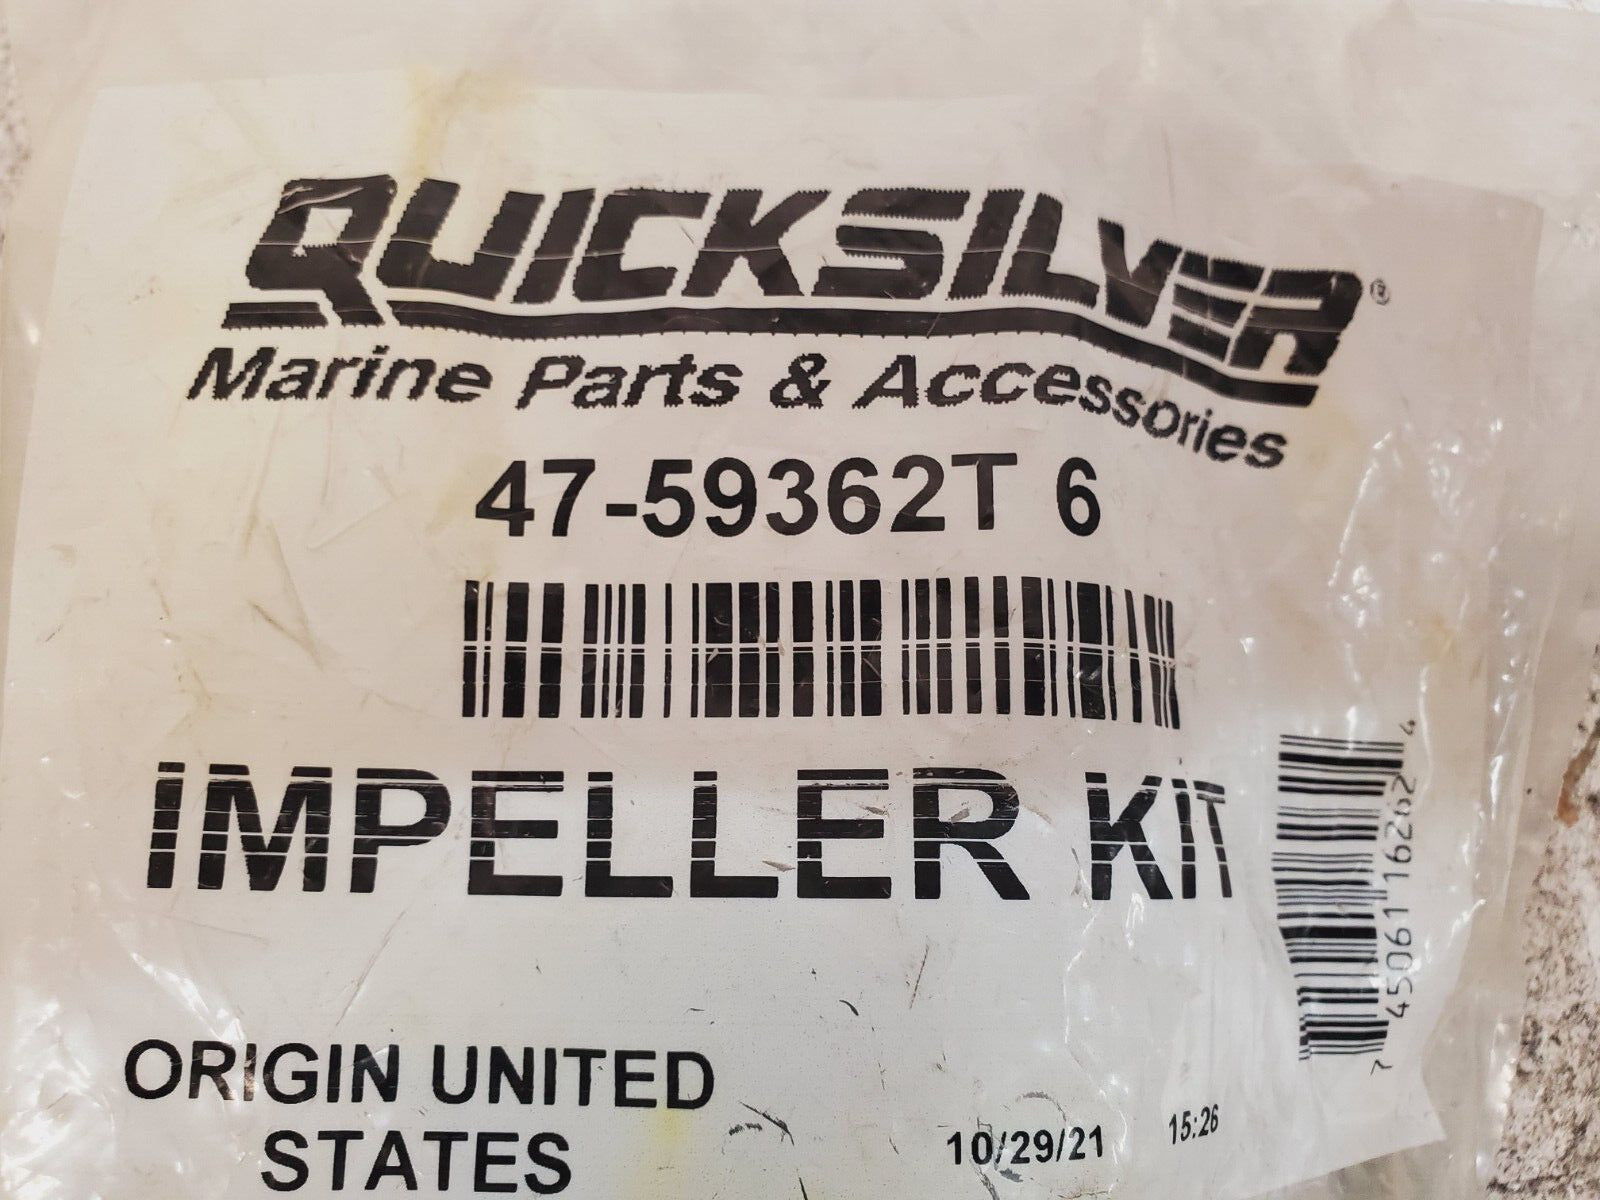 QUICKSILVER®
Marine Parts & Accessories
47-59362T 6
IMPELLER KIT
7 45061 16262 4
ORIGIN UNITED
STATES
10/29/21 15:26